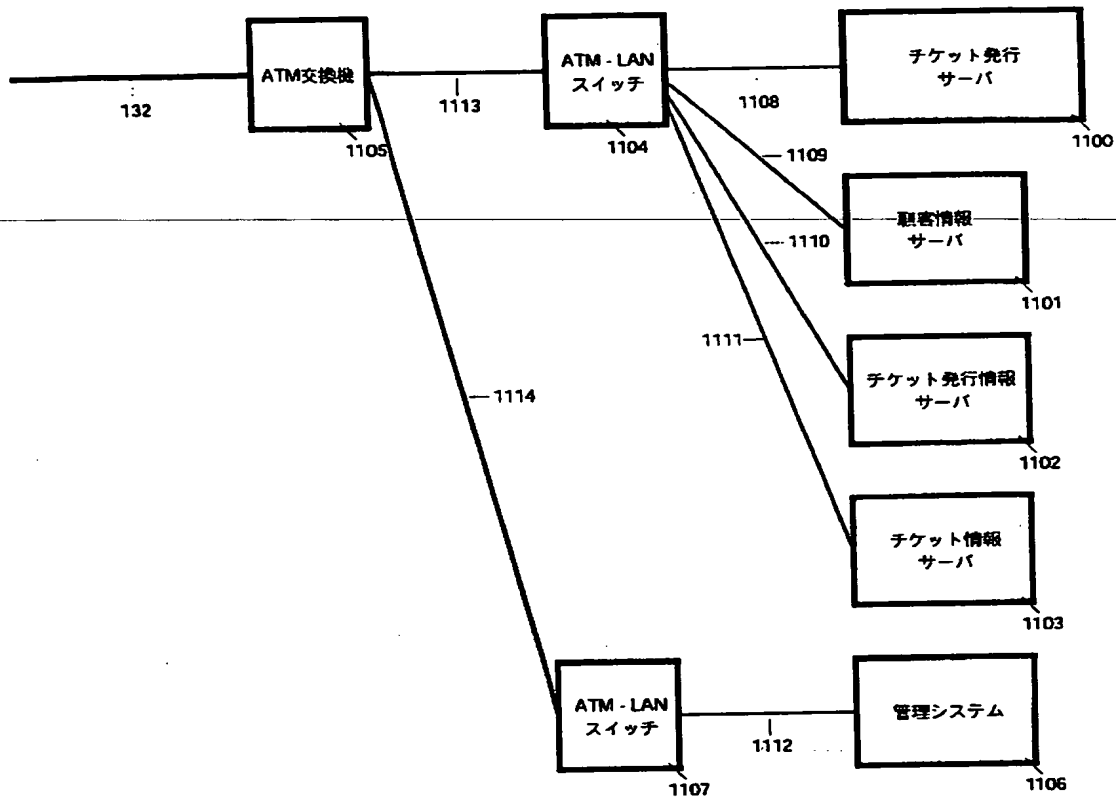 ATM交換機
ATM - LAN
スイッチ
チケット発行
サーバ
132
1105
1113
1104
1108
1100
1109
顧客情報
サーバ
1101
1110
1111
チケット発行情報
サーバ
1102
1114
チケット情報
サーバ
1103
ATM - LAN
スイッチ
1107
1112
管理システム
1106